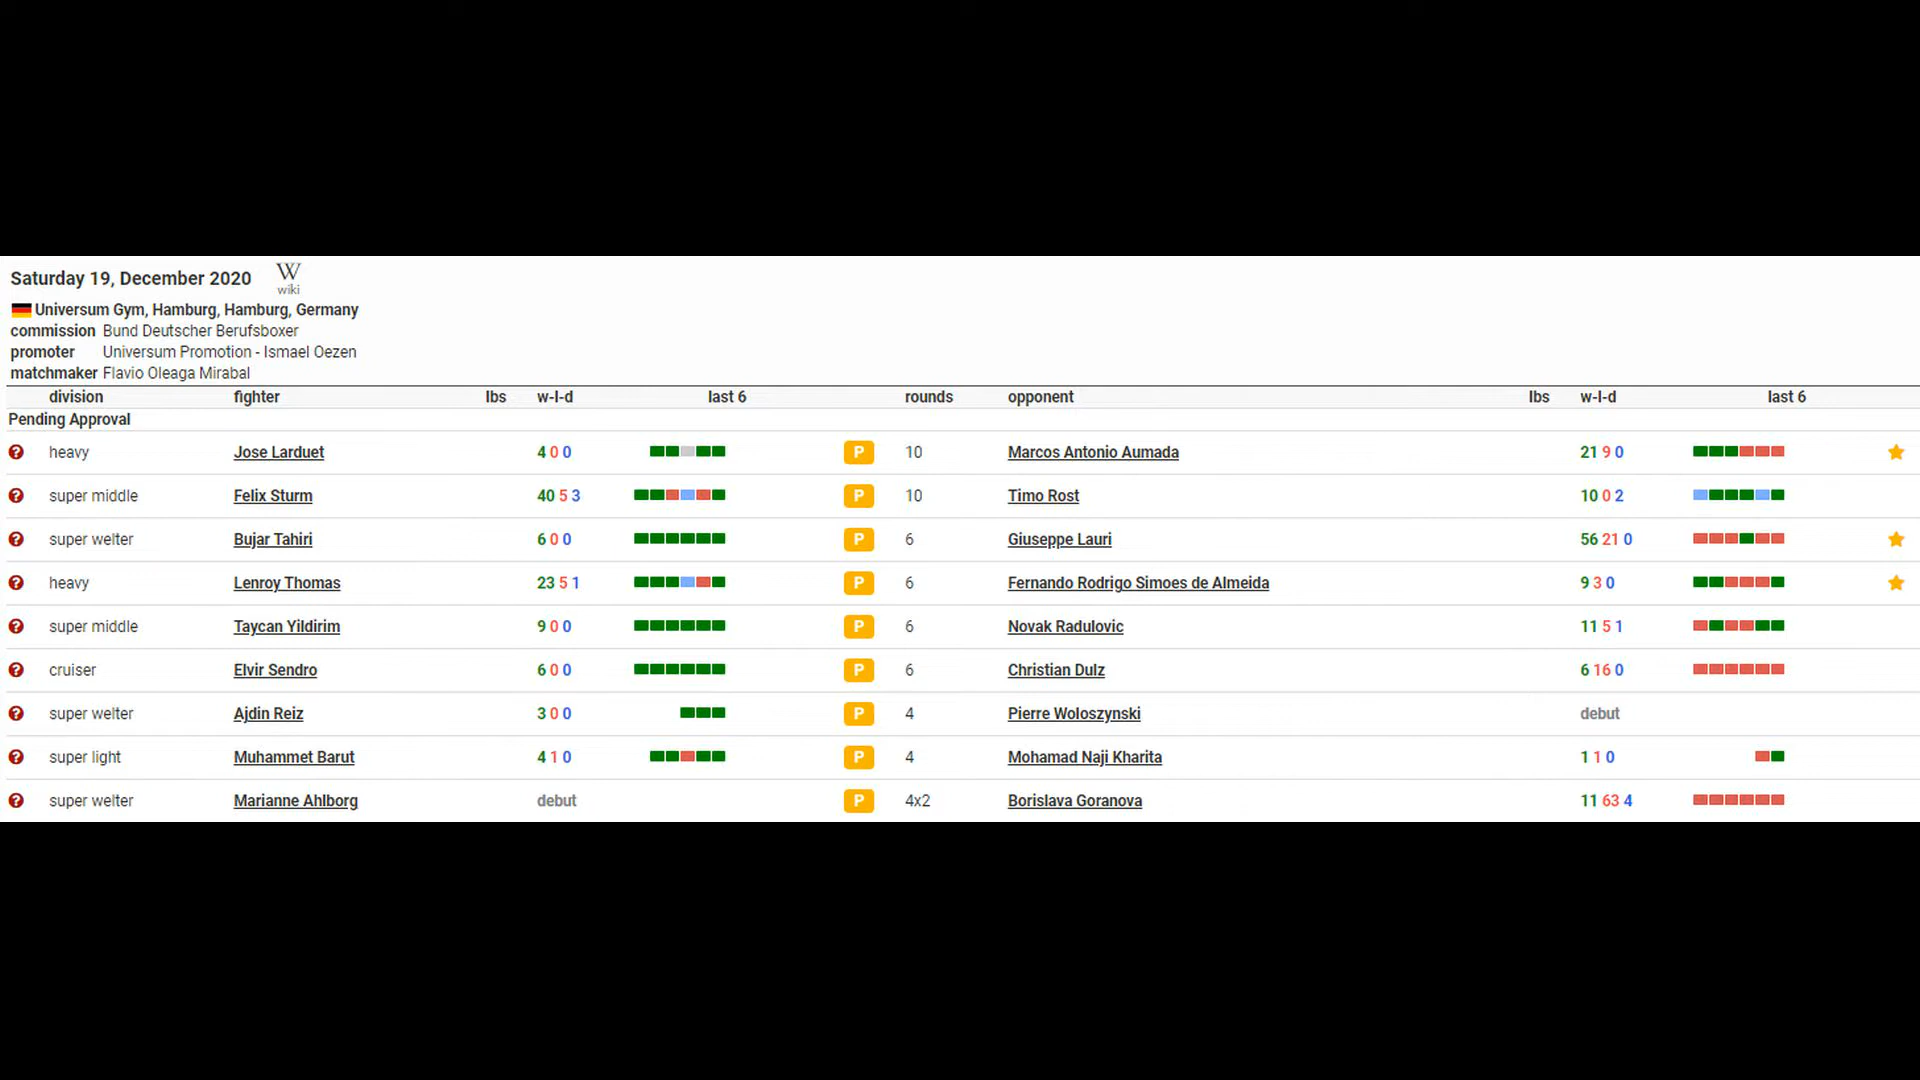 Saturday 19, December 2020 W wiki
Universum Gym, Hamburg, Hamburg, Germany
commission Bund Deutscher Berufsboxer
promoter Universum Promotion - Ismael Oezen
matchmaker Flavio Oleaga Mirabal
division fighter lbs w-l-d last 6 rounds opponent lbs w-l-d last 6
Pending Approval
? heavy Jose Larduet 4 0 0 P 10 Marcos Antonio Aumada 21 9 0
? super middle Felix Sturm 40 5 3 P 10 Timo Rost 10 0 2
? super welter Bujar Tahiri 6 0 0 P 6 Giuseppe Lauri 56 21 0
? heavy Lenroy Thomas 23 5 1 P 6 Fernando Rodrigo Simoes de Almeida 9 3 0
? super middle Taycan Yildirim 9 0 0 P 6 Novak Radulovic 11 5 1
? cruiser Elvir Sendro 6 0 0 P 6 Christian Dulz 6 16 0
? super welter Ajdin Reiz 3 0 0 P 4 Pierre Woloszynski debut
? super light Muhammet Barut 4 1 0 P 4 Mohamad Naji Kharita 1 1 0
? super welter Marianne Ahlborg debut P 4x2 Borislava Goranova 11 63 4